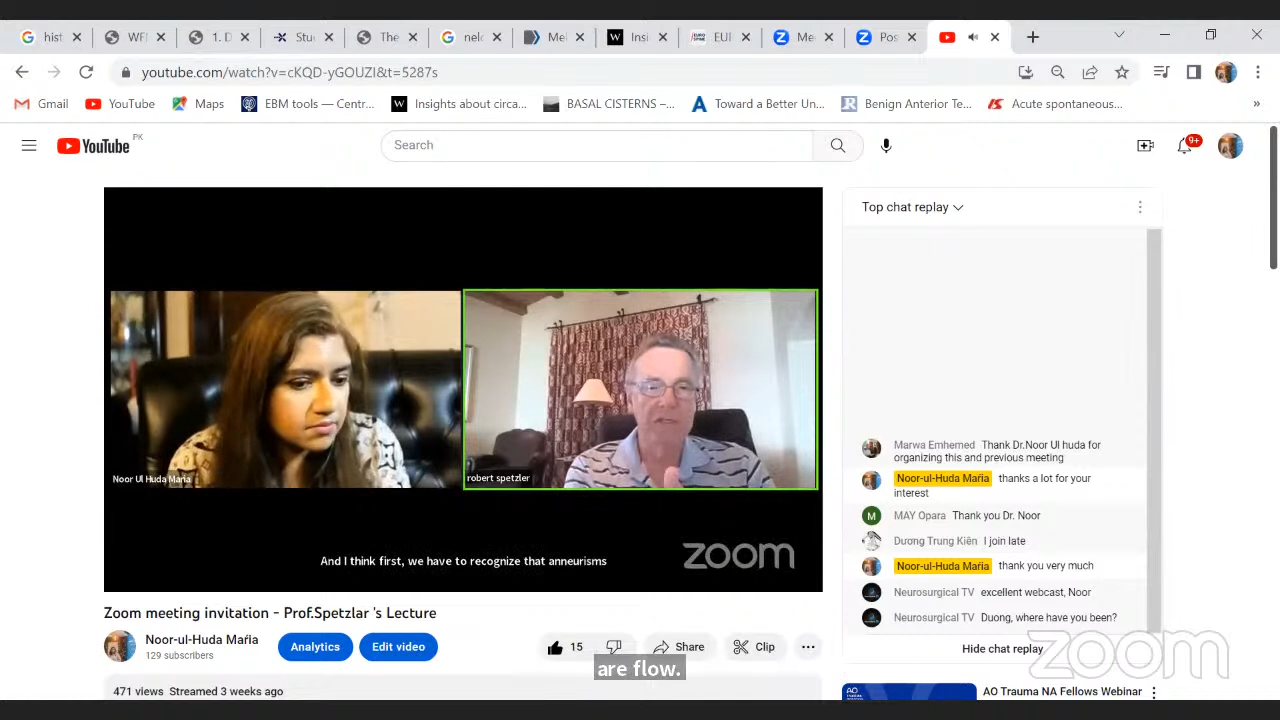 hist
WFI
1. D
Stu
The
nelc
Mel
Insi
EUI
Me
Pos
youtube.com/watch?v=cKQD-yGOUZI&t=5287s
Gmail
YouTube
Maps
EBM tools — Centr...
Insights about circa...
BASAL CISTERNS –...
Toward a Better Un...
Benign Anterior Te...
Acute spontaneous...
»
YouTube PK
Search
9+
Noor Ul Huda Maria
robert spetzler
And I think first, we have to recognize that anneurisms
zoom
Zoom meeting invitation - Prof.Spetzlar 's Lecture
Noor-ul-Huda Maŕia
129 subscribers
Analytics
Edit video
15
Share
Clip
471 views Streamed 3 weeks ago
Top chat replay
Marwa Emhemed Thank Dr.Noor Ul huda for
organizing this and previous meeting
Noor-ul-Huda Maŕia thanks a lot for your
interest
M
MAY Opara Thank you Dr. Noor
Dương Trung Kiên I join late
Noor-ul-Huda Maŕia thank you very much
Neurosurgical TV excellent webcast, Noor
Neurosurgical TV Duong, where have you been?
Hide chat replay
zoom
AO
AO Trauma NA Fellows Webinar
are flow.